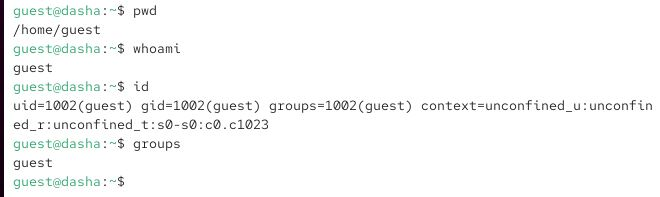 guest@dasha:~$ pwd
/home/guest
guest@dasha:~$ whoami
guest
guest@dasha:~$ id
uid=1002(guest) gid=1002(guest) groups=1002(guest) context=unconfined_u:unconfin
ed_r:unconfined_t:s0-s0:c0.c1023
guest@dasha:~$ groups
guest
guest@dasha:~$